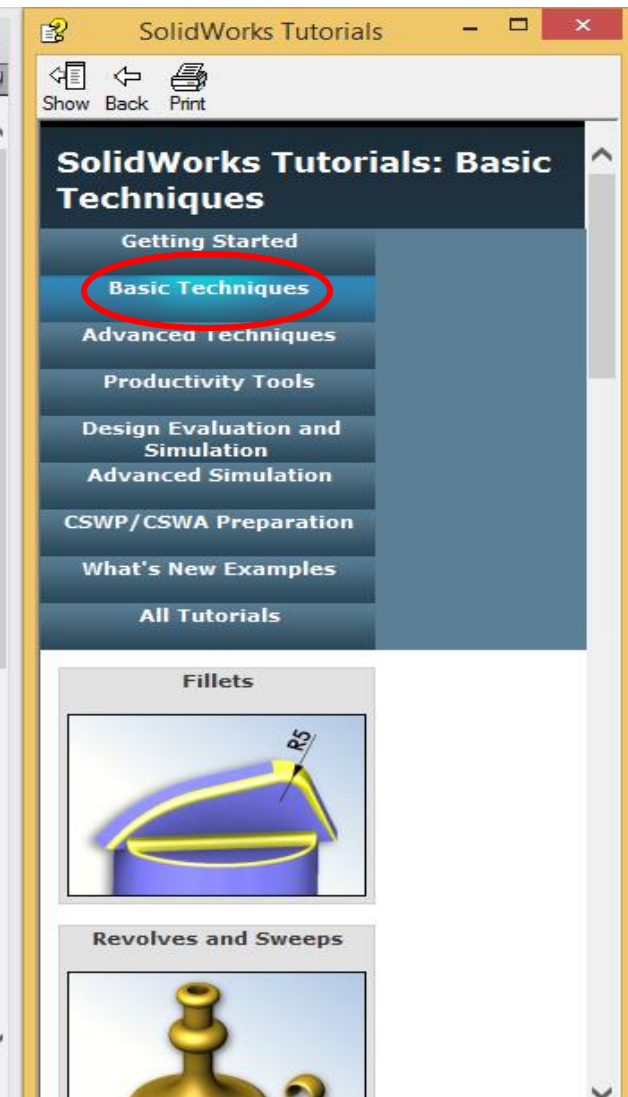 SolidWorks Tutorials
Show Back Print
SolidWorks Tutorials: Basic
Techniques
Getting Started
Basic Techniques
Advanced Techniques
Productivity Tools
Design Evaluation and
Simulation
Advanced Simulation
CSWP/CSWA Preparation
What's New Examples
All Tutorials
Fillets
R5
Revolves and Sweeps